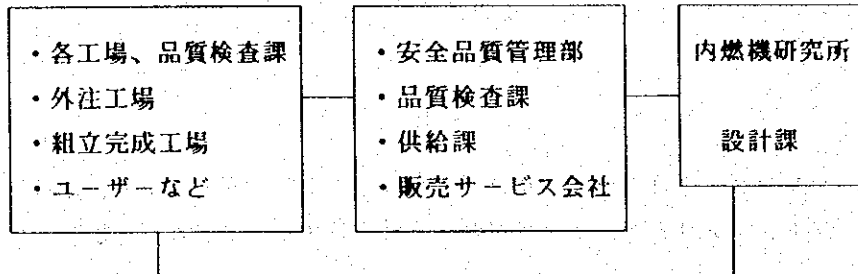 ・各工場、品質検査課
・外注工場
・組立完成工場
・ユーザーなど
・安全品質管理部
・品質検査課
・供給課
・販売サービス会社
内燃機研究所
設計課